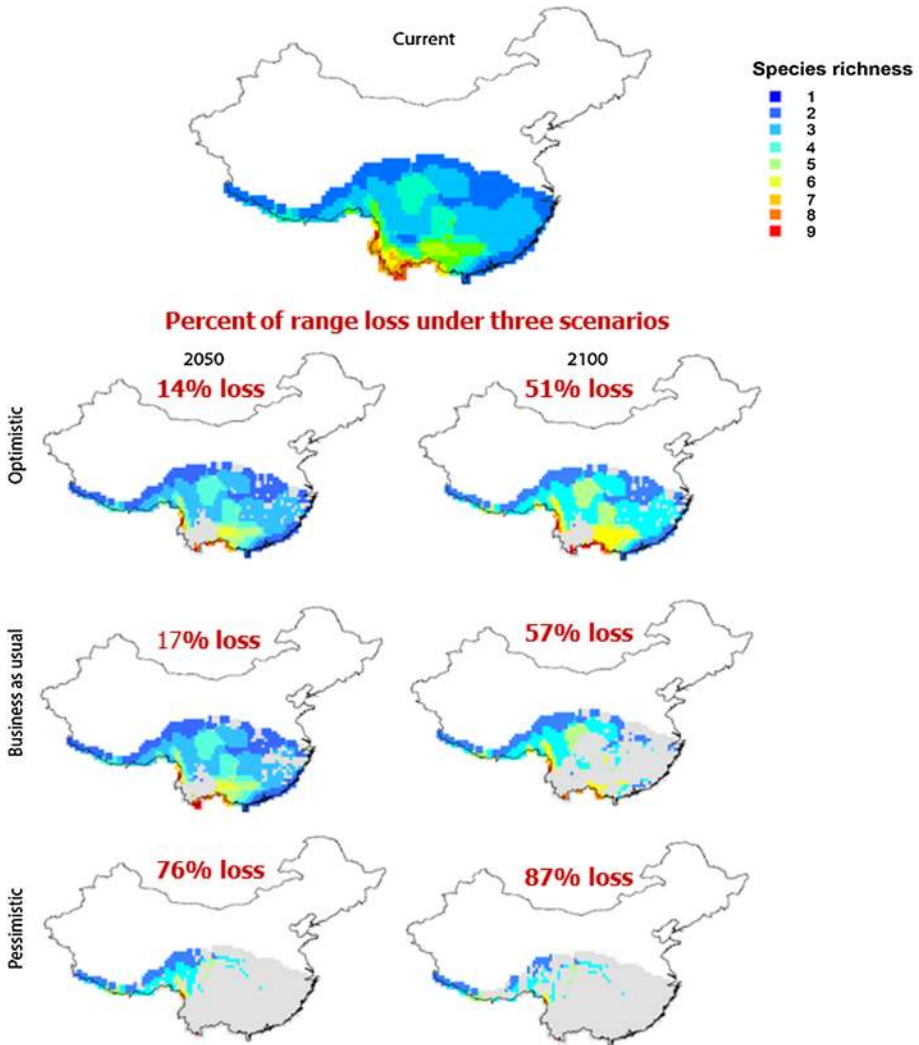 Current
Species richness
1
2
3
4
5
6
7
8
9
Percent of range loss under three scenarios
2050
2100
Optimistic
14% loss
51% loss
Business as usual
17% loss
57% loss
Pessimistic
76% loss
87% loss